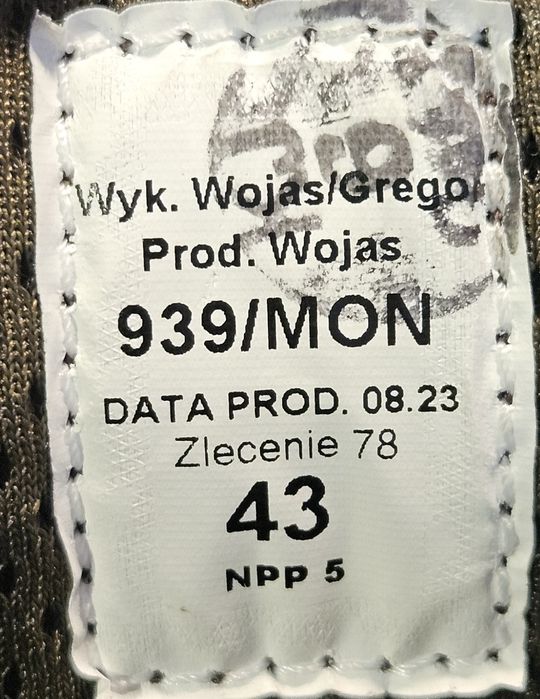 Wyk. Wojas/Grego
Prod. Wojas
939/MON
DATA PROD. 08.23
Zlecenie 78
43
NPP 5